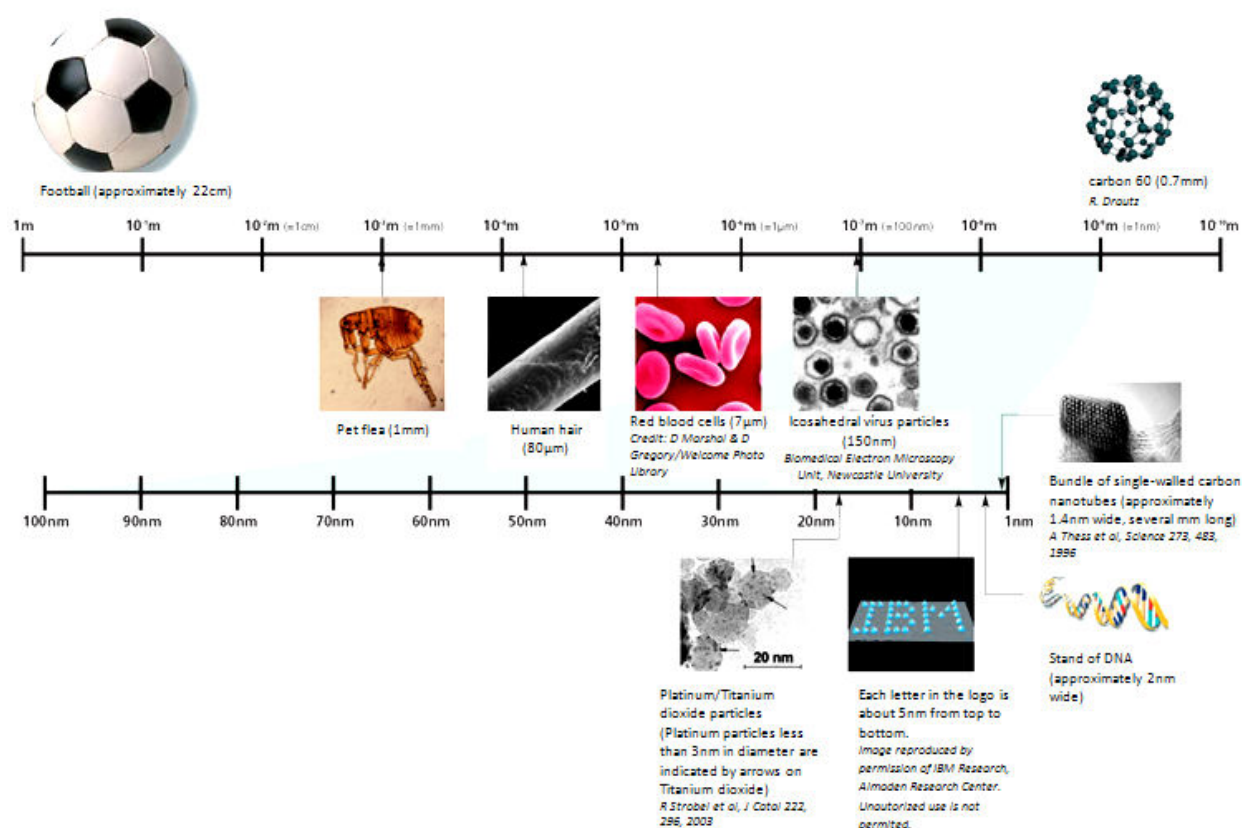 Football (approximately 22cm)
carbon 60 (0.7mm)
R. Drautz
1m 10⁻¹m 10⁻²m (=1cm) 10⁻³m (=1mm) 10⁻⁴m 10⁻⁵m 10⁻⁶m (=1µm) 10⁻⁷m (=100nm) 10⁻⁸m 10⁻⁹m (=1nm) 10⁻¹⁰m
Pet flea (1mm)
Human hair
(80µm)
Red blood cells (7µm)
Credit: D Marshal & D
Gregory/Welcome Photo
Library
Icosahedral virus particles
(150nm)
Biomedical Electron Microscopy
Unit, Newcastle University
Bundle of single-walled carbon
nanotubes (approximately
1.4nm wide, several mm long)
A Thess et al, Science 273, 483,
1996
100nm 90nm 80nm 70nm 60nm 50nm 40nm 30nm 20nm 10nm 1nm
20 nm
IBM
Stand of DNA
(approximately 2nm
wide)
Platinum/Titanium
dioxide particles
(Platinum particles less
than 3nm in diameter are
indicated by arrows on
Titanium dioxide)
R Strobel et al, J Catal 222,
296, 2003
Each letter in the logo is
about 5nm from top to
bottom.
Image reproduced by
permission of IBM Research,
Almaden Research Center.
Unautorized use is not
permited.